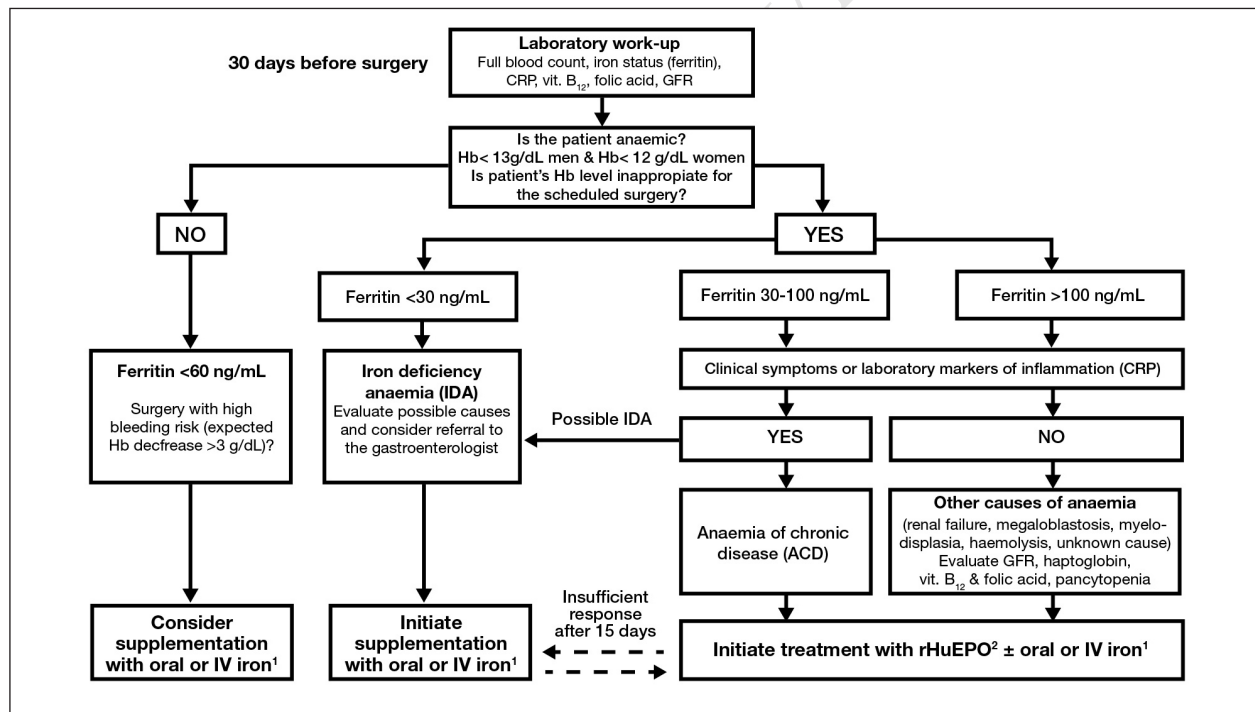 30 days before surgery
Laboratory work-up
Full blood count, iron status (ferritin),
CRP, vit. B₁₂, folic acid, GFR
Is the patient anaemic?
Hb< 13g/dL men & Hb< 12 g/dL women
Is patient's Hb level inappropiate for
the scheduled surgery?
NO
YES
Ferritin <30 ng/mL
Ferritin 30-100 ng/mL
Ferritin >100 ng/mL
Ferritin <60 ng/mL
Surgery with high
bleeding risk (expected
Hb decfrease >3 g/dL)?
Iron deficiency
anaemia (IDA)
Evaluate possible causes
and consider referral to
the gastroenterologist
Clinical symptoms or laboratory markers of inflammation (CRP)
Possible IDA
YES
NO
Anaemia of chronic
disease (ACD)
Other causes of anaemia
(renal failure, megaloblastosis, myelo-
displasia, haemolysis, unknown cause)
Evaluate GFR, haptoglobin,
vit. B₁₂ & folic acid, pancytopenia
Consider
supplementation
with oral or IV iron¹
Initiate
supplementation
with oral or IV iron¹
Insufficient
response
after 15 days
Initiate treatment with rHuEPO² ± oral or IV iron¹